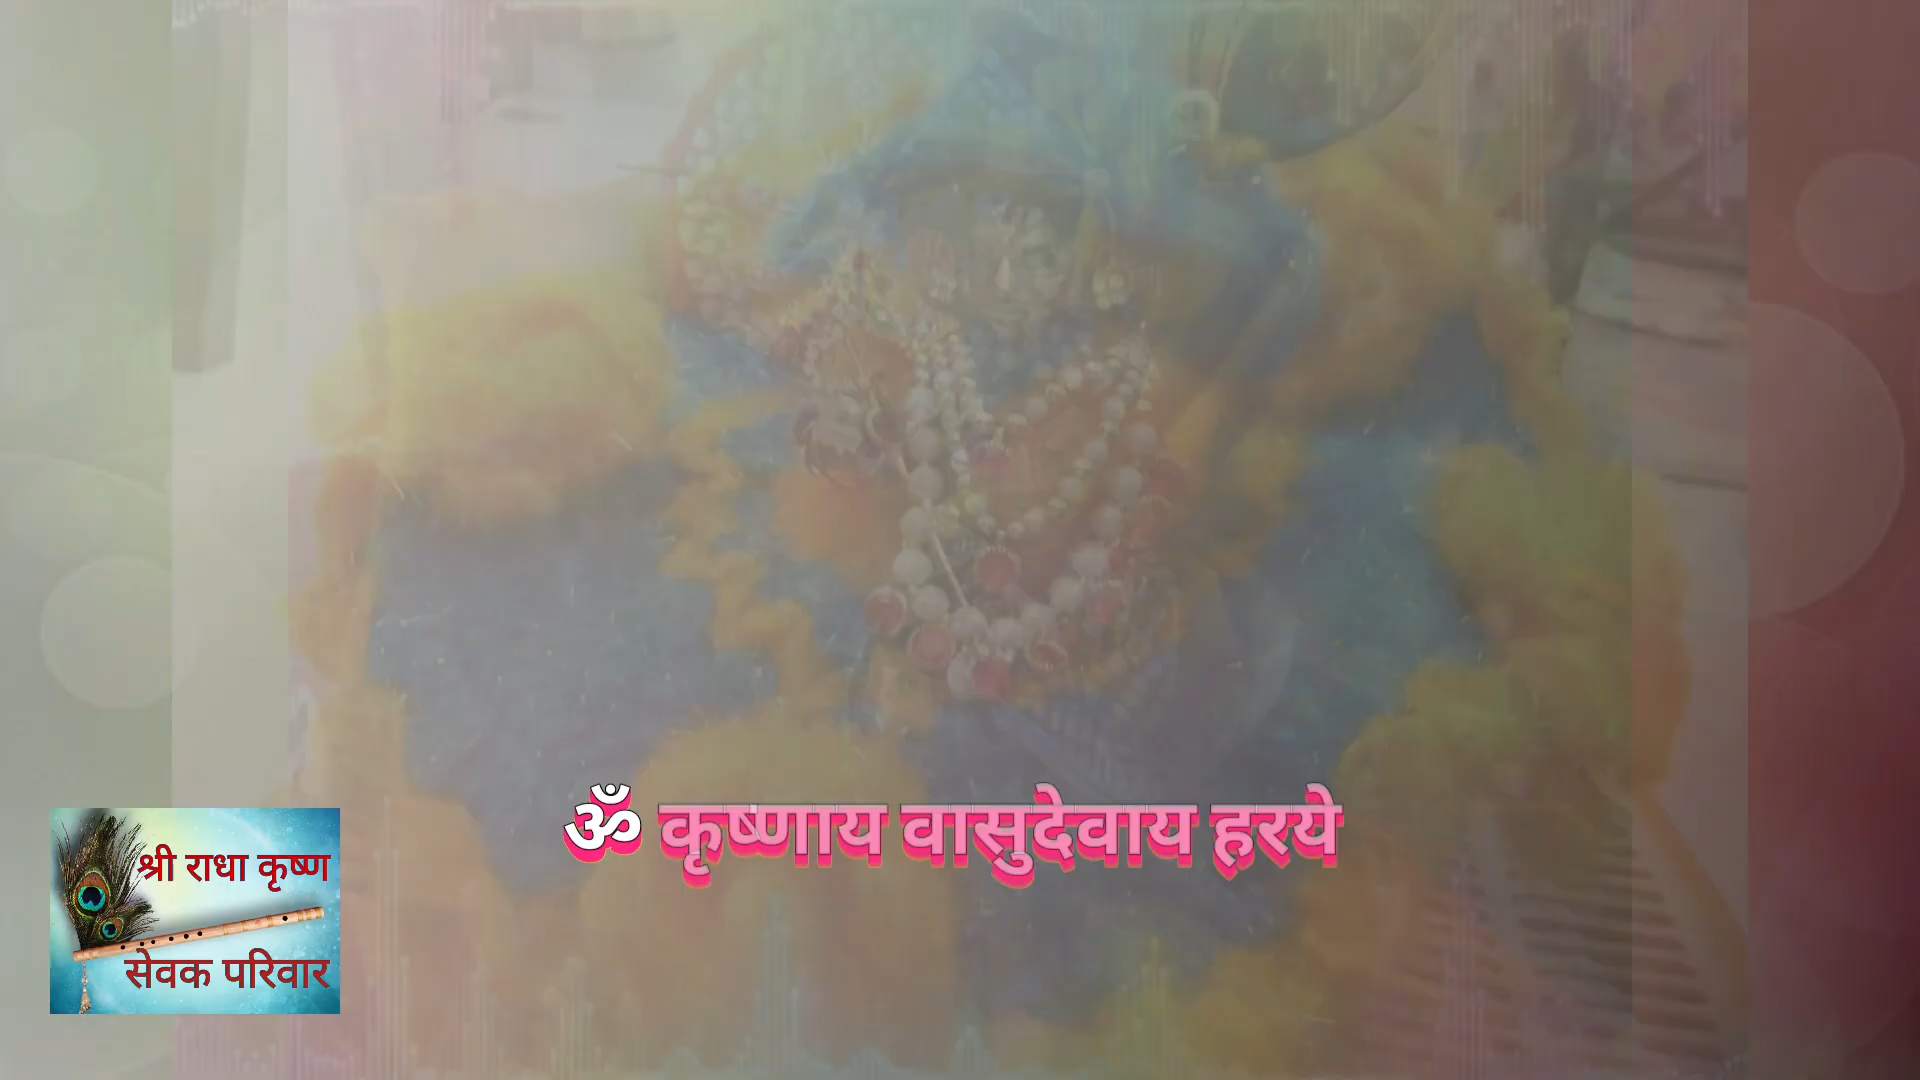 ॐ कृष्णाय वासुदेवाय हरये
श्री राधा कृष्ण
सेवक परिवार